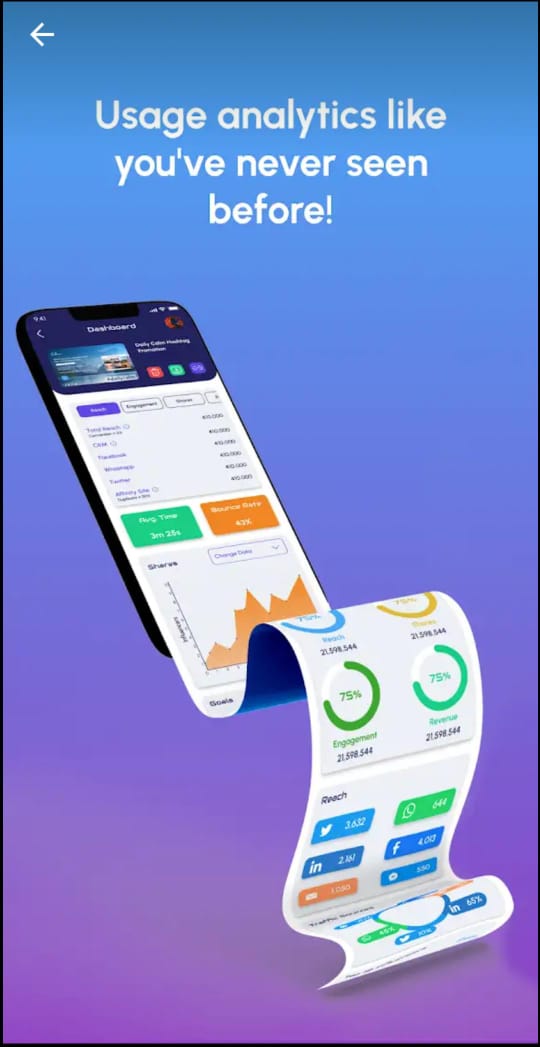 Usage analytics like
you've never seen
before!
9:41
Dashboard
Daily Calm Hashtag
Promotion
Reach
Engagement
Shares
Total Reach
410,000
CRM
410,000
Facebook
410,000
Whatsapp
410,000
Twitter
410,000
Affinity Site
410,000
Avg. Time
3m 25s
Bounce Rate
43%
Shares
Change Data
Influencers
Goals
75%
Reach
21,598,544
75%
Shares
21,598,544
75%
Engagement
21,598,544
75%
Revenue
21,598,544
Reach
3,632
644
in 2,161
f 4,013
1,050
550
Traffic Sources
in 65%
45%